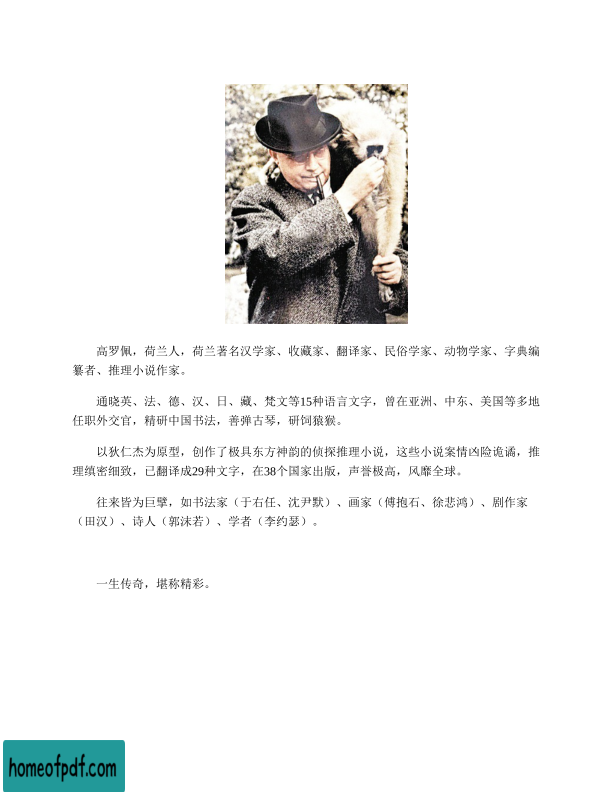 高罗佩，荷兰人，荷兰著名汉学家、收藏家、翻译家、民俗学家、动物学家、字典编
纂者、推理小说作家。
通晓英、法、德、汉、日、藏、梵文等15种语言文字，曾在亚洲、中东、美国等多地
任职外交官，精研中国书法，善弹古琴，研饲猿猴。
以狄仁杰为原型，创作了极具东方神韵的侦探推理小说，这些小说案情凶险诡谲，推
理缜密细致，已翻译成29种文字，在38个国家出版，声誉极高，风靡全球。
往来皆为巨擘，如书法家（于右任、沈尹默）、画家（傅抱石、徐悲鸿）、剧作家
（田汉）、诗人（郭沫若）、学者（李约瑟）。
一生传奇，堪称精彩。
homeofpdf.com